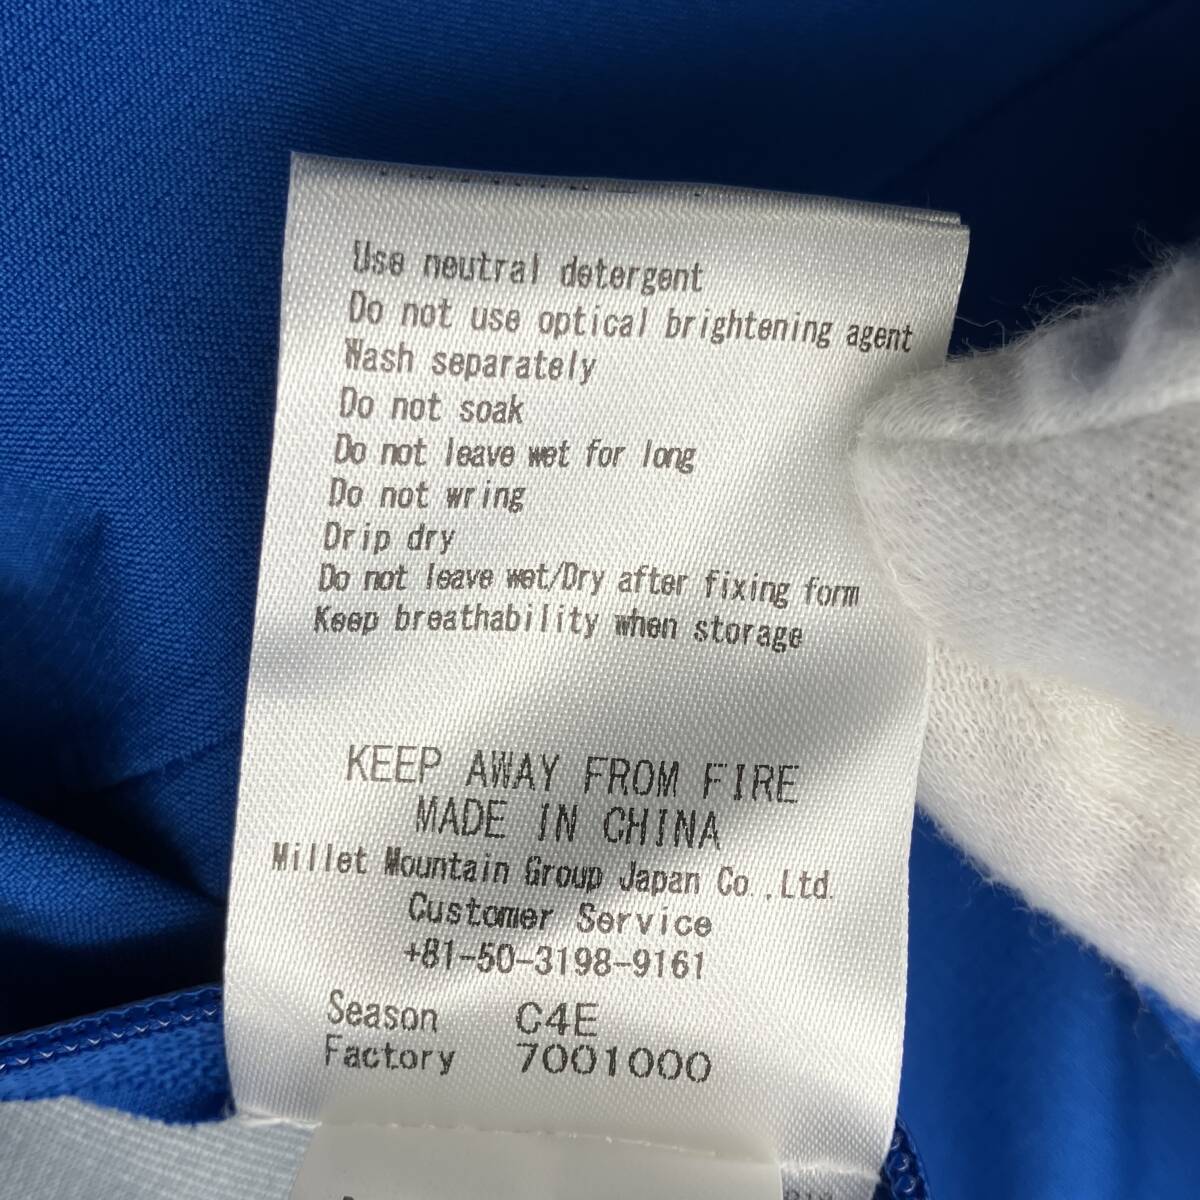 Use neutral detergent
Do not use optical brightening agent
Wash separately
Do not soak
Do not leave wet for long
Do not wring
Drip dry
Do not leave wet/Dry after fixing form
Keep breathability when storage
KEEP AWAY FROM FIRE
MADE IN CHINA
Millet Mountain Group Japan Co.,Ltd.
Customer Service
+81-50-3198-9161
Season C4E
Factory 7001000